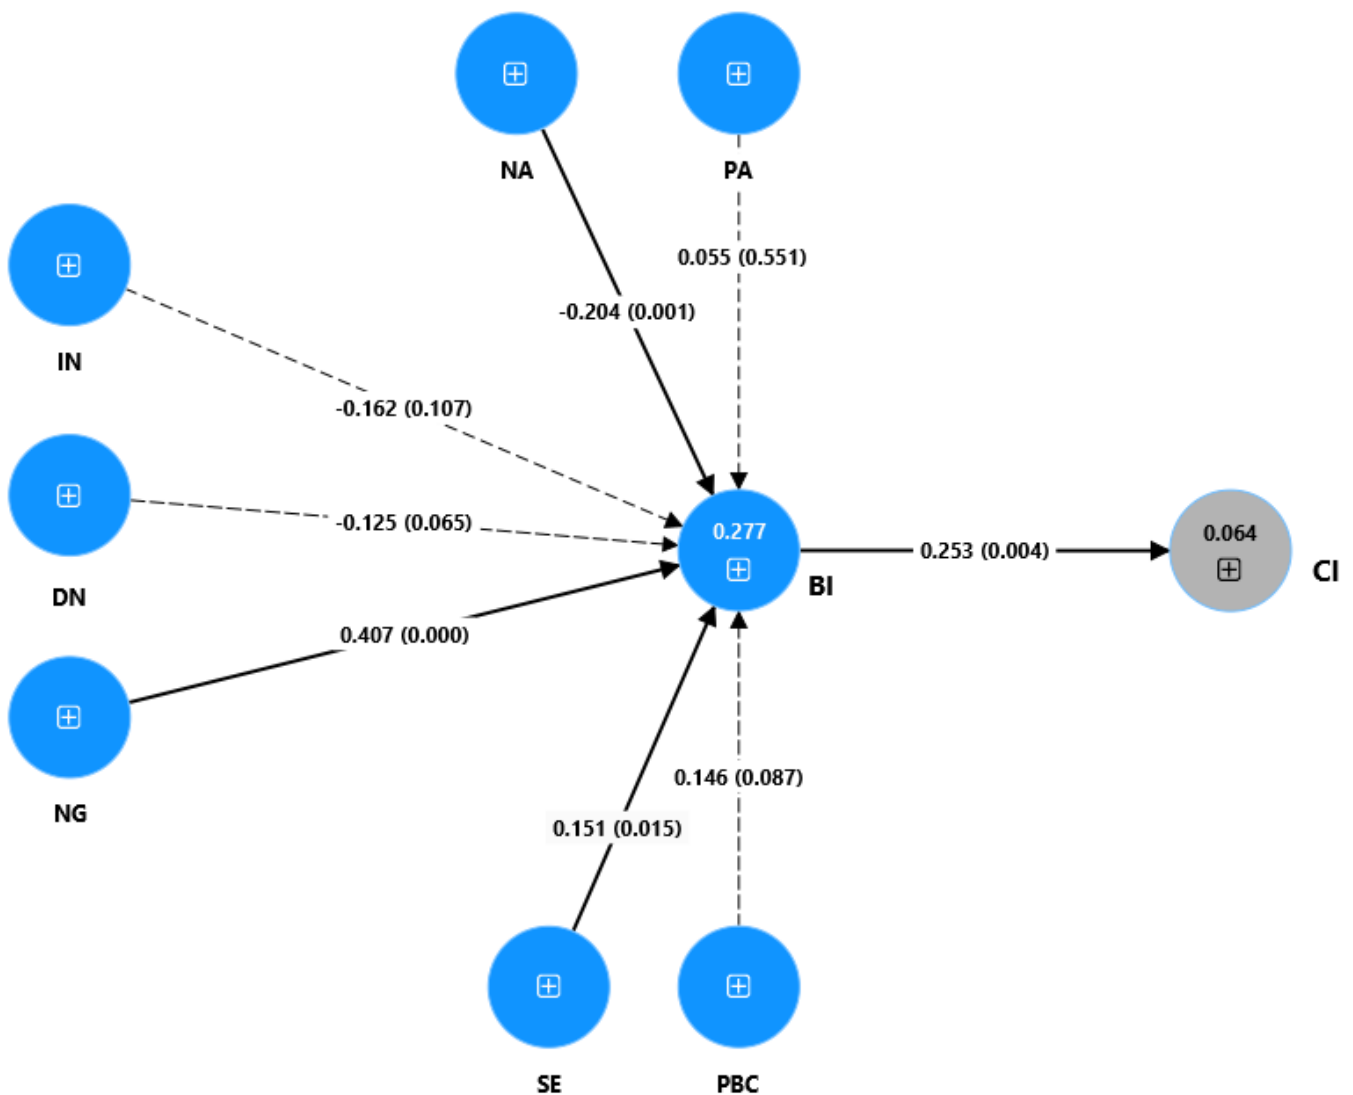 NA
PA
0.055 (0.551)
-0.204 (0.001)
IN
-0.162 (0.107)
-0.125 (0.065)
0.277
0.253 (0.004)
0.064
CI
BI
DN
0.407 (0.000)
NG
0.146 (0.087)
0.151 (0.015)
SE
PBC